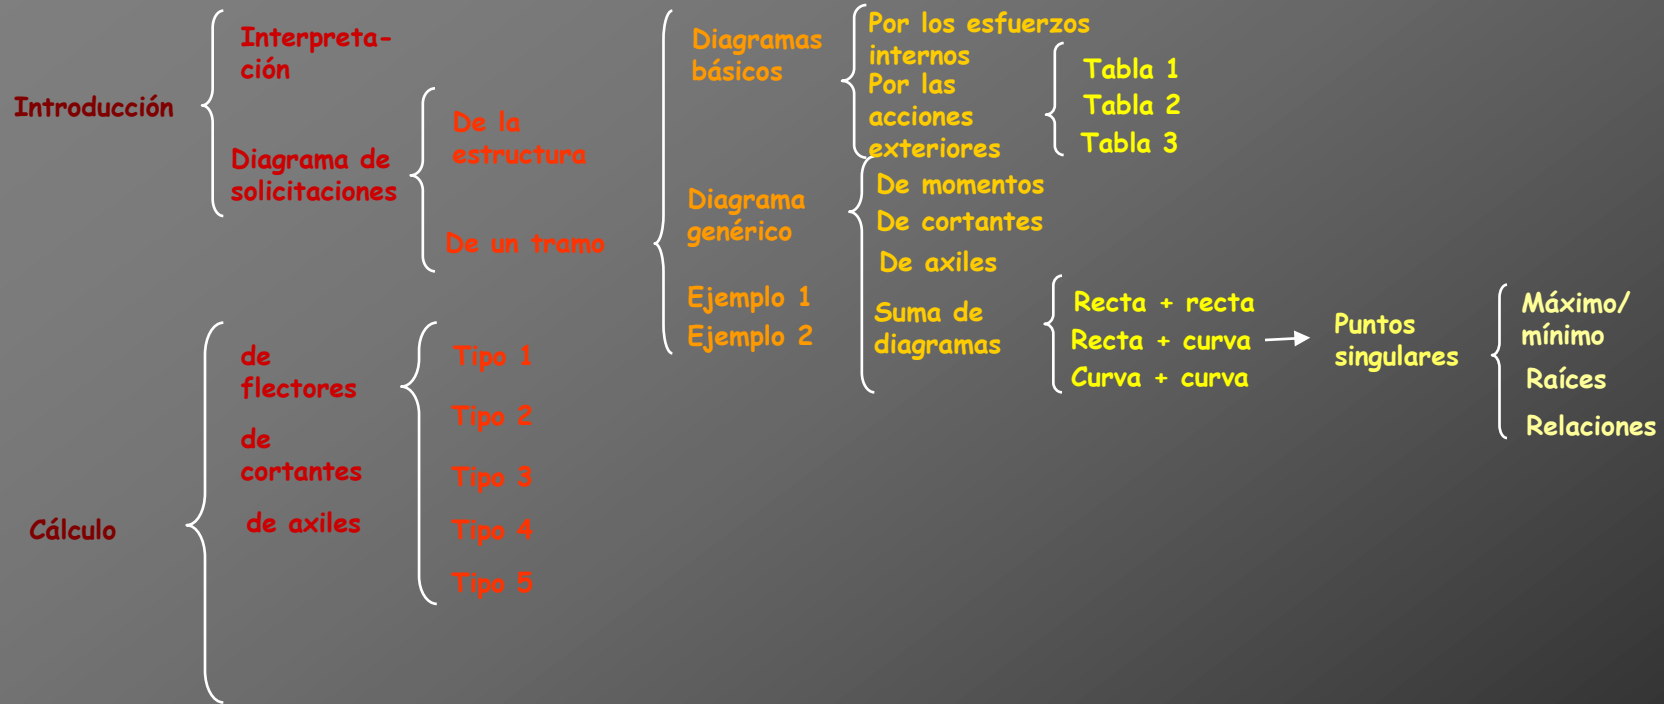 Introducción
Interpreta-
ción
Diagrama de
solicitaciones
De la
estructura
De un tramo
Diagramas
básicos
Por los esfuerzos
internos
Por las
acciones
exteriores
Tabla 1
Tabla 2
Tabla 3
Diagrama
genérico
De momentos
De cortantes
De axiles
Suma de
diagramas
Recta + recta
Recta + curva
Curva + curva
Puntos
singulares
Máximo/
mínimo
Raíces
Relaciones
Ejemplo 1
Ejemplo 2
Cálculo
de
flectores
Tipo 1
Tipo 2
Tipo 3
Tipo 4
Tipo 5
de
cortantes
de axiles